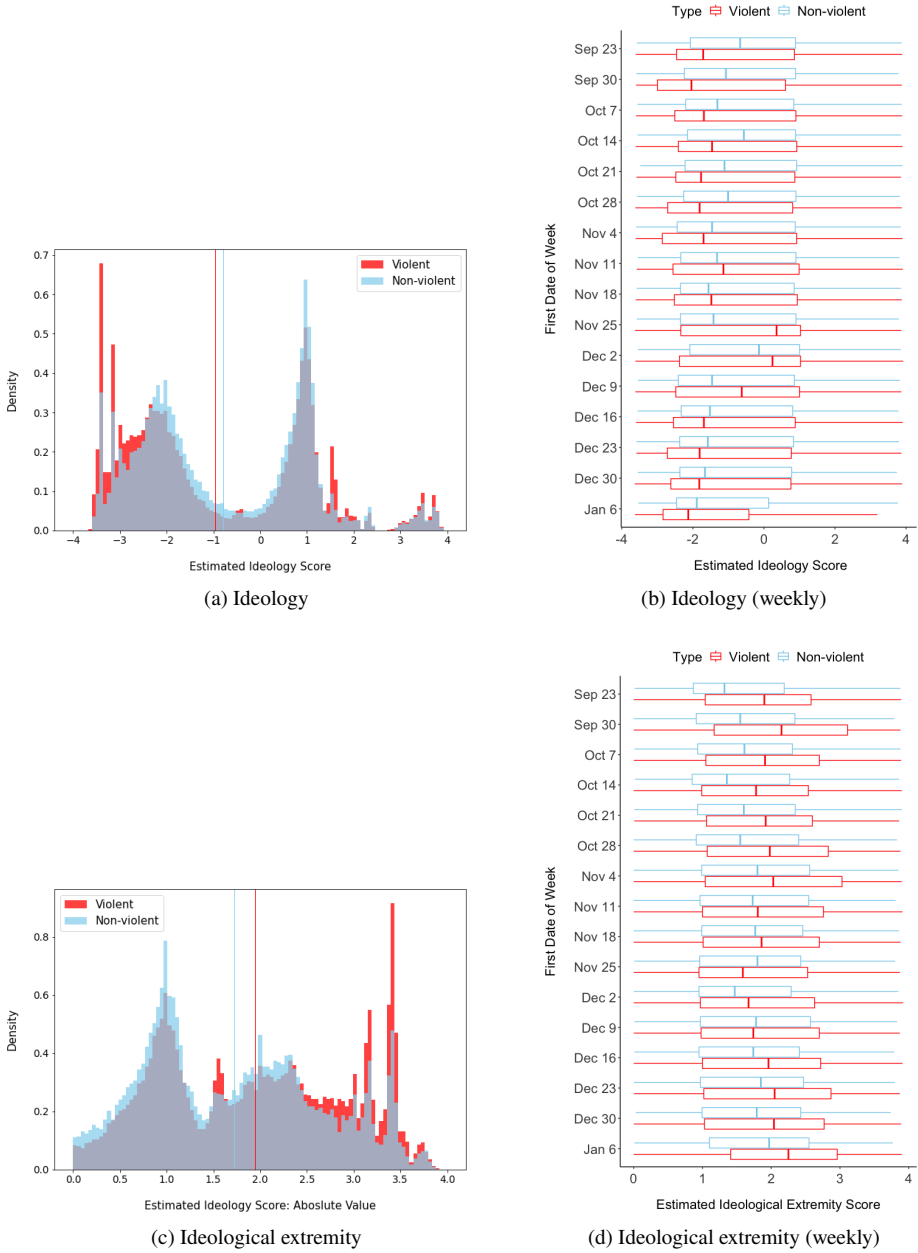 Type Violent Non-violent
Sep 23
Sep 30
Oct 7
Oct 14
Oct 21
Oct 28
Nov 4
Nov 11
Nov 18
Nov 25
Dec 2
Dec 9
Dec 16
Dec 23
Dec 30
Jan 6
First Date of Week
-4 -2 0 2 4
Estimated Ideology Score
(b) Ideology (weekly)
Violent
Non-violent
0.7
0.6
0.5
0.4
0.3
0.2
0.1
0.0
Density
−4 −3 −2 −1 0 1 2 3 4
Estimated Ideology Score
(a) Ideology
Type Violent Non-violent
Sep 23
Sep 30
Oct 7
Oct 14
Oct 21
Oct 28
Nov 4
Nov 11
Nov 18
Nov 25
Dec 2
Dec 9
Dec 16
Dec 23
Dec 30
Jan 6
First Date of Week
0 1 2 3 4
Estimated Ideological Extremity Score
(d) Ideological extremity (weekly)
Violent
Non-violent
0.8
0.6
0.4
0.2
0.0
Density
0.0 0.5 1.0 1.5 2.0 2.5 3.0 3.5 4.0
Estimated Ideology Score: Aboslute Value
(c) Ideological extremity